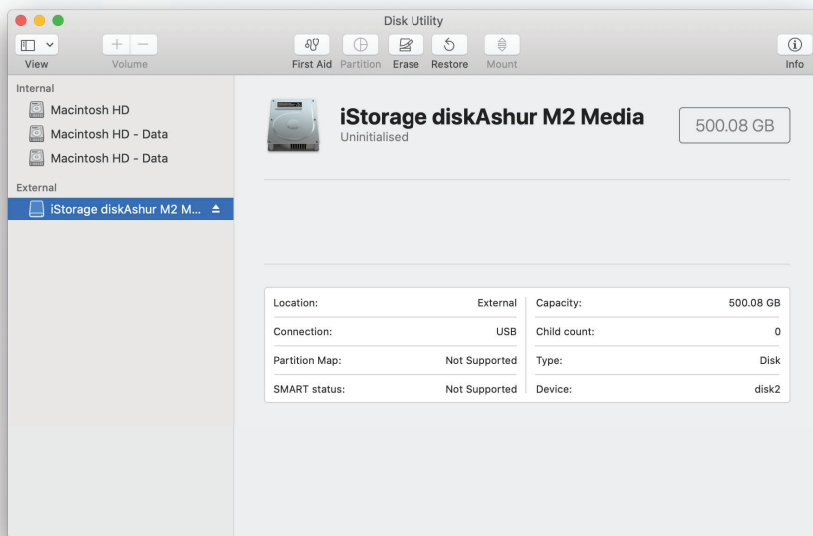 Disk Utility
View
Volume
First Aid Partition Erase Restore Mount
Info
Internal
Macintosh HD
Macintosh HD - Data
Macintosh HD - Data
External
iStorage diskAshur M2 M...
iStorage diskAshur M2 Media
Uninitialised
500.08 GB
Location: External
Connection: USB
Partition Map: Not Supported
SMART status: Not Supported
Capacity: 500.08 GB
Child count: 0
Type: Disk
Device: disk2